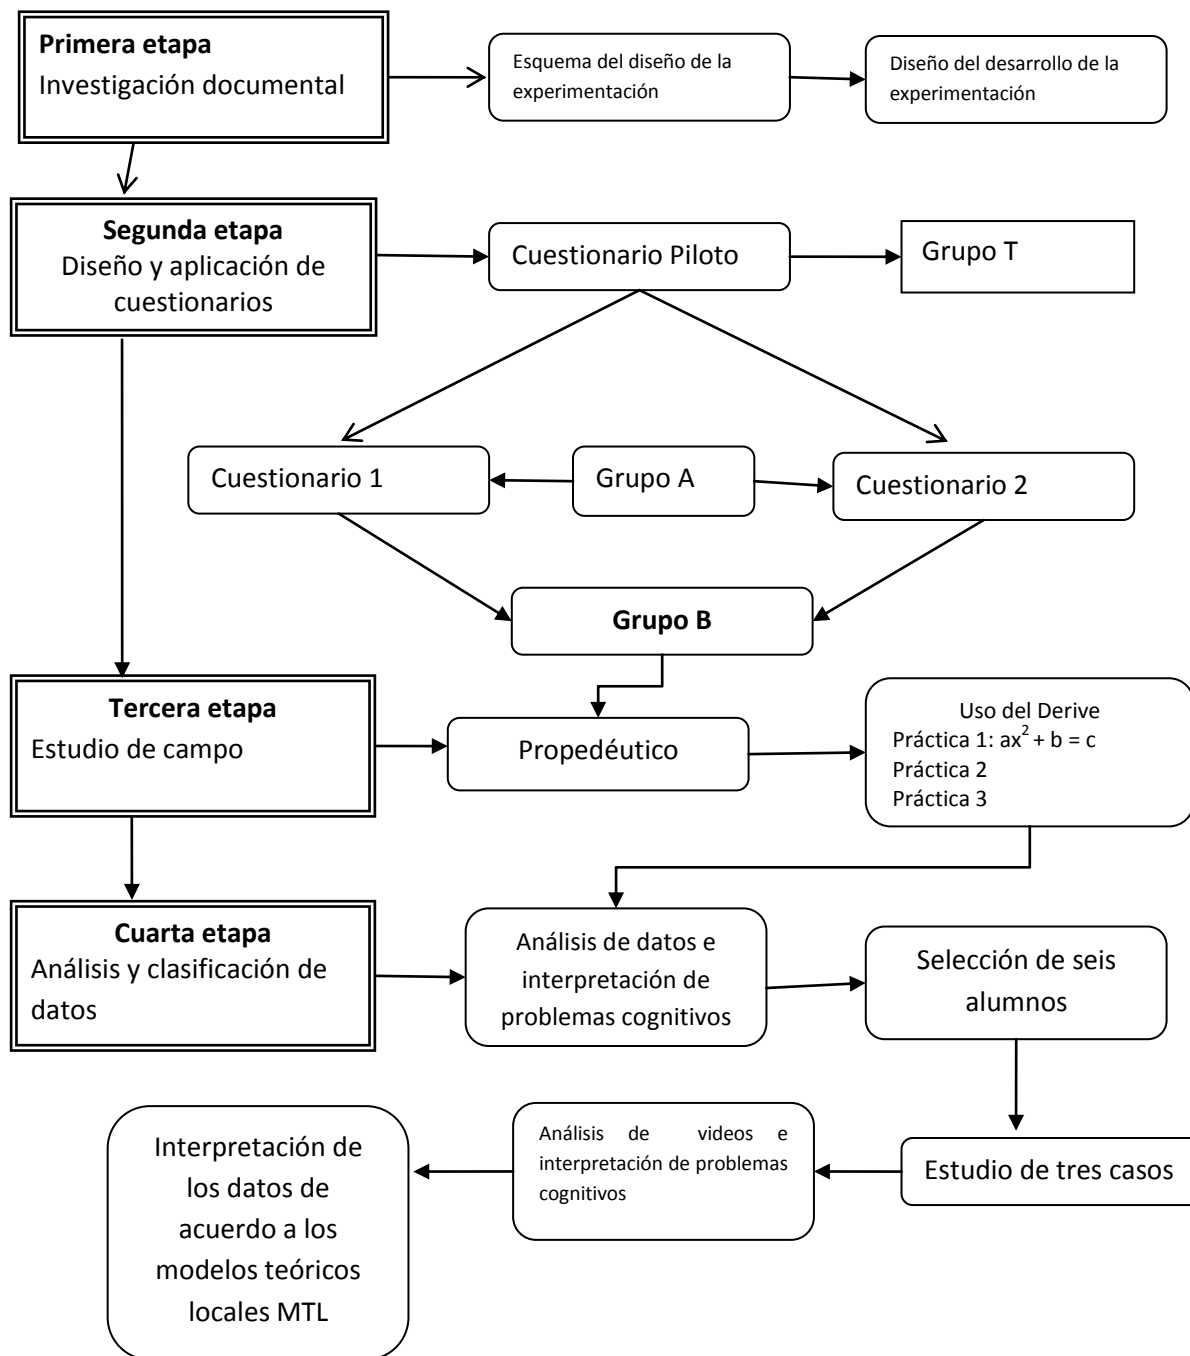 Primera etapa
Investigación documental
Esquema del diseño de la
experimentación
Diseño del desarrollo de la
experimentación
Segunda etapa
Diseño y aplicación de
cuestionarios
Cuestionario Piloto
Grupo T
Cuestionario 1
Grupo A
Cuestionario 2
Grupo B
Tercera etapa
Estudio de campo
Propedéutico
Uso del Derive
Práctica 1: ax² + b = c
Práctica 2
Práctica 3
Cuarta etapa
Análisis y clasificación de
datos
Análisis de datos e
interpretación de
problemas cognitivos
Selección de seis
alumnos
Interpretación de
los datos de
acuerdo a los
modelos teóricos
locales MTL
Análisis de videos e
interpretación de problemas
cognitivos
Estudio de tres casos